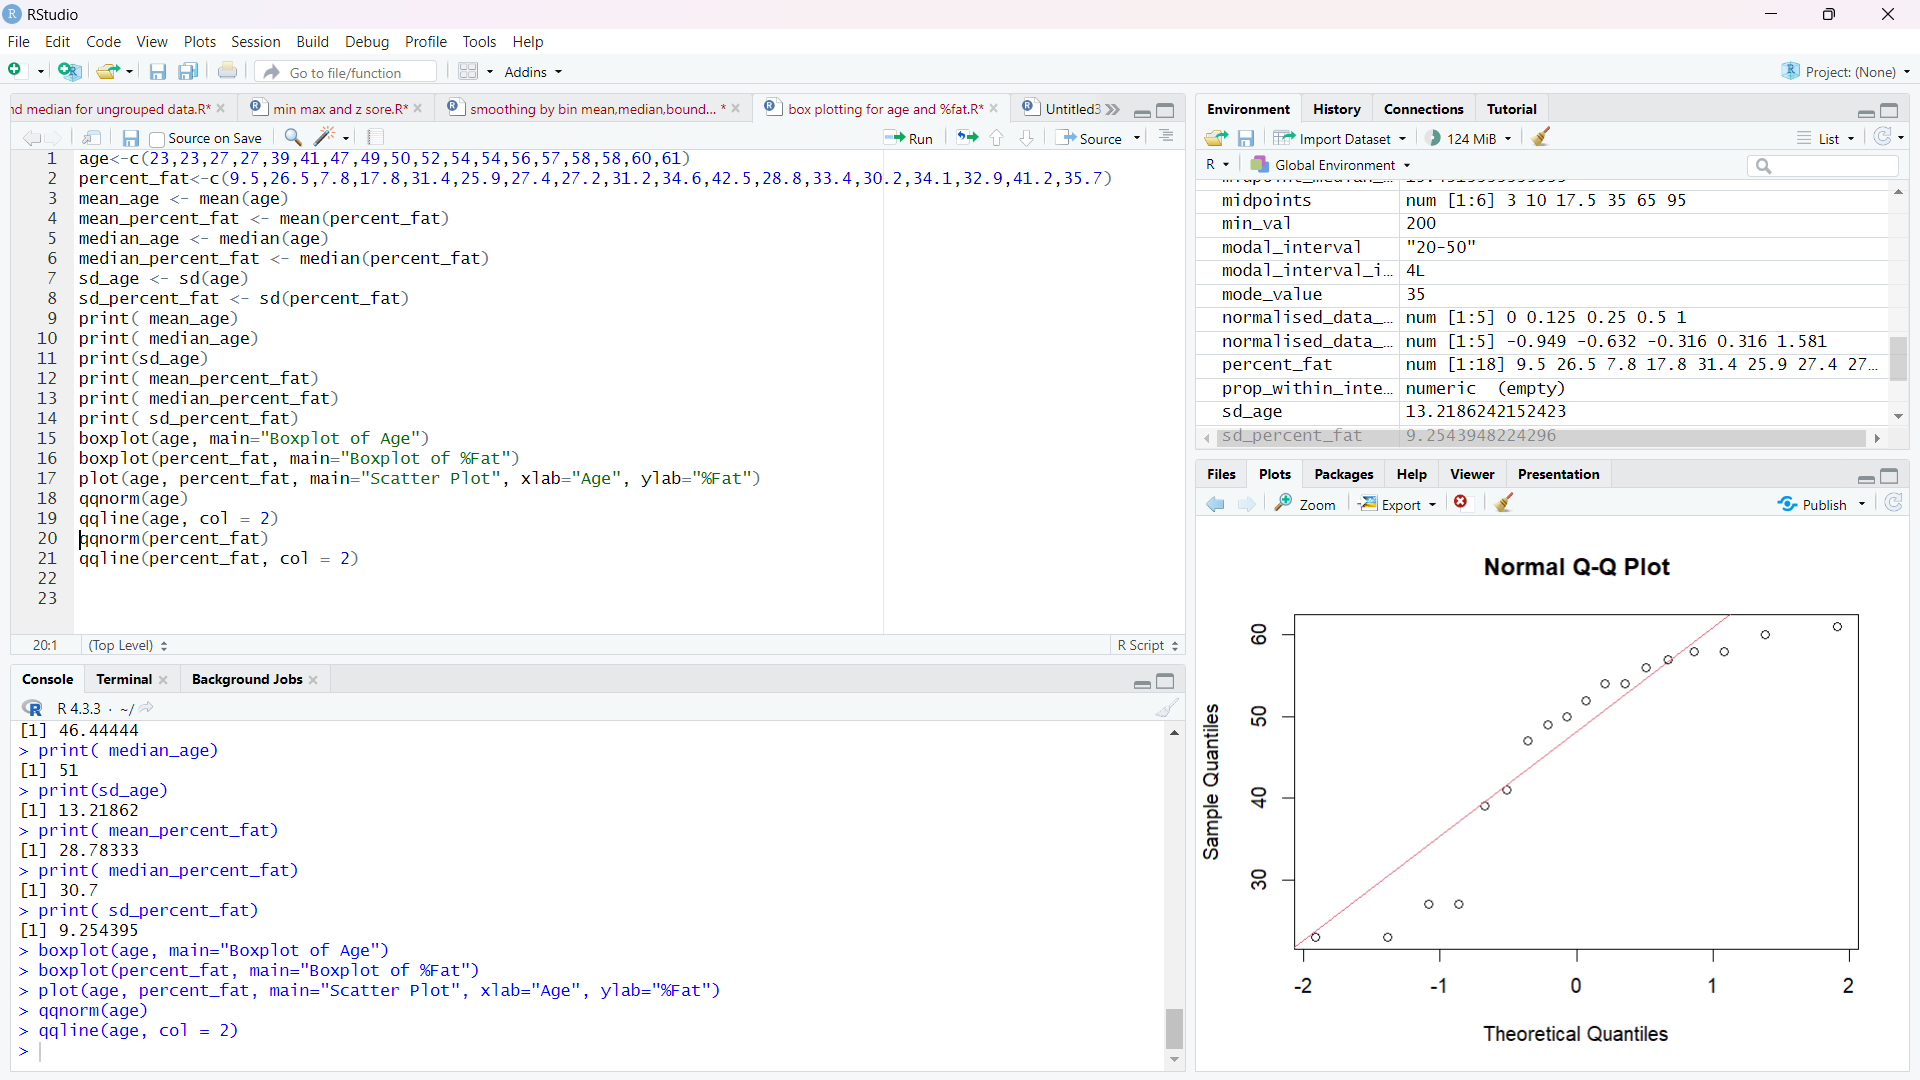 RStudio
File Edit Code View Plots Session Build Debug Profile Tools Help
Go to file/function Addins Project: (None)
nd median for ungrouped data.R* min max and z sore.R* smoothing by bin mean,median,bound... * box plotting for age and %fat.R* Untitled3
Source on Save Run Source
1 age<-c(23,23,27,27,39,41,47,49,50,52,54,54,56,57,58,58,60,61)
2 percent_fat<-c(9.5,26.5,7.8,17.8,31.4,25.9,27.4,27.2,31.2,34.6,42.5,28.8,33.4,30.2,34.1,32.9,41.2,35.7)
3 mean_age <- mean(age)
4 mean_percent_fat <- mean(percent_fat)
5 median_age <- median(age)
6 median_percent_fat <- median(percent_fat)
7 sd_age <- sd(age)
8 sd_percent_fat <- sd(percent_fat)
9 print( mean_age)
10 print( median_age)
11 print(sd_age)
12 print( mean_percent_fat)
13 print( median_percent_fat)
14 print( sd_percent_fat)
15 boxplot(age, main="Boxplot of Age")
16 boxplot(percent_fat, main="Boxplot of %Fat")
17 plot(age, percent_fat, main="Scatter Plot", xlab="Age", ylab="%Fat")
18 qqnorm(age)
19 qqline(age, col = 2)
20 qqnorm(percent_fat)
21 qqline(percent_fat, col = 2)
22
23
20:1 (Top Level) R Script
Console Terminal Background Jobs
R 4.3.3 · ~/
[1] 46.44444
> print( median_age)
[1] 51
> print(sd_age)
[1] 13.21862
> print( mean_percent_fat)
[1] 28.78333
> print( median_percent_fat)
[1] 30.7
> print( sd_percent_fat)
[1] 9.254395
> boxplot(age, main="Boxplot of Age")
> boxplot(percent_fat, main="Boxplot of %Fat")
> plot(age, percent_fat, main="Scatter Plot", xlab="Age", ylab="%Fat")
> qqnorm(age)
> qqline(age, col = 2)
>
Environment History Connections Tutorial
Import Dataset 124 MiB List
R Global Environment
midpoints num [1:6] 3 10 17.5 35 65 95
min_val 200
modal_interval "20-50"
modal_interval_i... 4L
mode_value 35
normalised_data_... num [1:5] 0 0.125 0.25 0.5 1
normalised_data_... num [1:5] -0.949 -0.632 -0.316 0.316 1.581
percent_fat num [1:18] 9.5 26.5 7.8 17.8 31.4 25.9 27.4 27...
prop_within_inte... numeric (empty)
sd_age 13.2186242152423
sd_percent_fat 9.2543948224296
Files Plots Packages Help Viewer Presentation
Zoom Export Publish
Normal Q-Q Plot
Sample Quantiles
60
50
40
30
-2 -1 0 1 2
Theoretical Quantiles